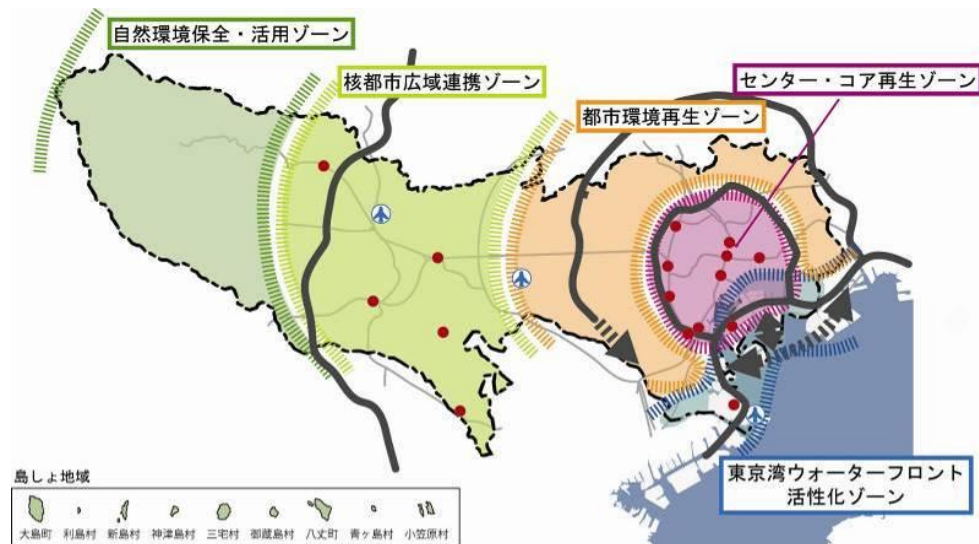 自然環境保全・活用ゾーン
核都市広域連携ゾーン
センター・コア再生ゾーン
都市環境再生ゾーン
東京湾ウォーターフロント
活性化ゾーン
島しょ地域
大島町 利島村 新島村 神津島村 三宅村 御蔵島村 八丈町 青ヶ島村 小笠原村